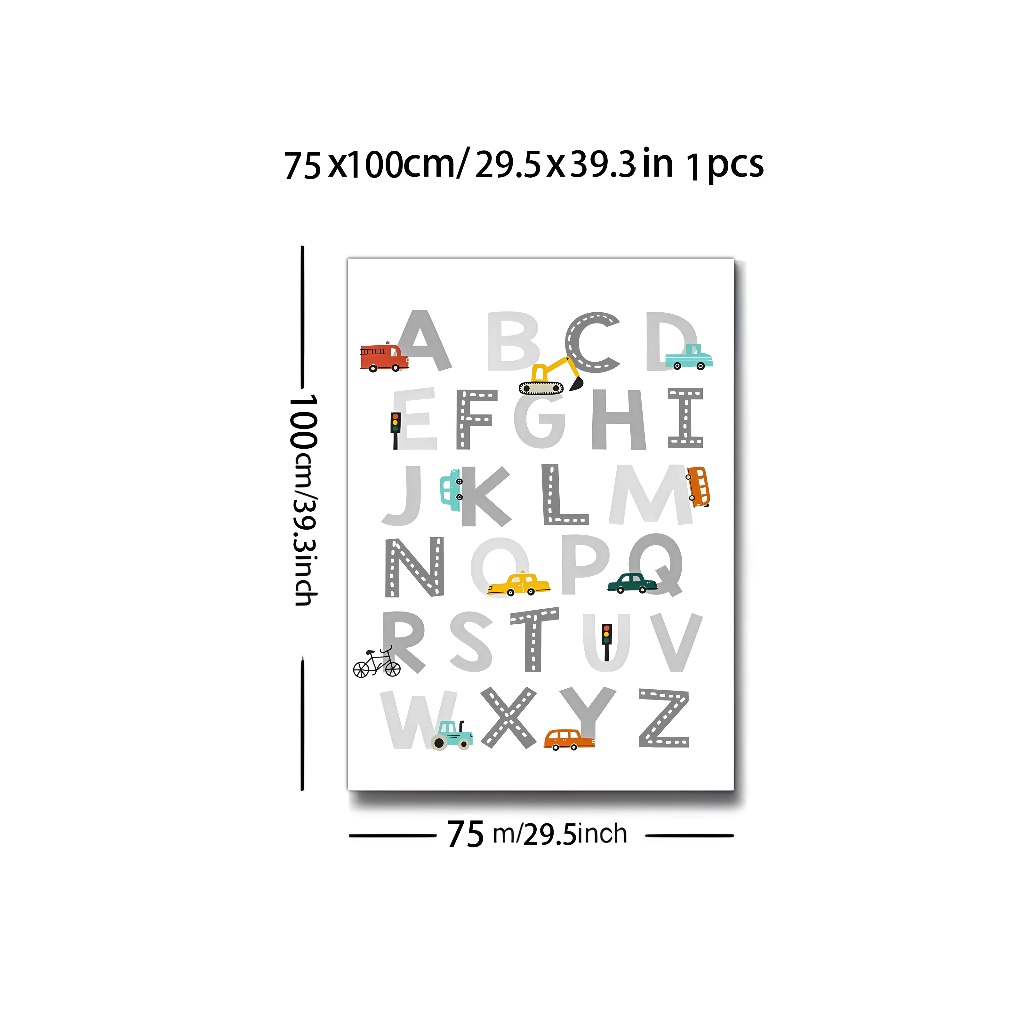 75x100cm/ 29.5x39.3in 1pcs
100cm/39.3inch
A B C D
E F G H I
J K L M
N O P Q
R S T U V
W X Y Z
75 m/29.5inch